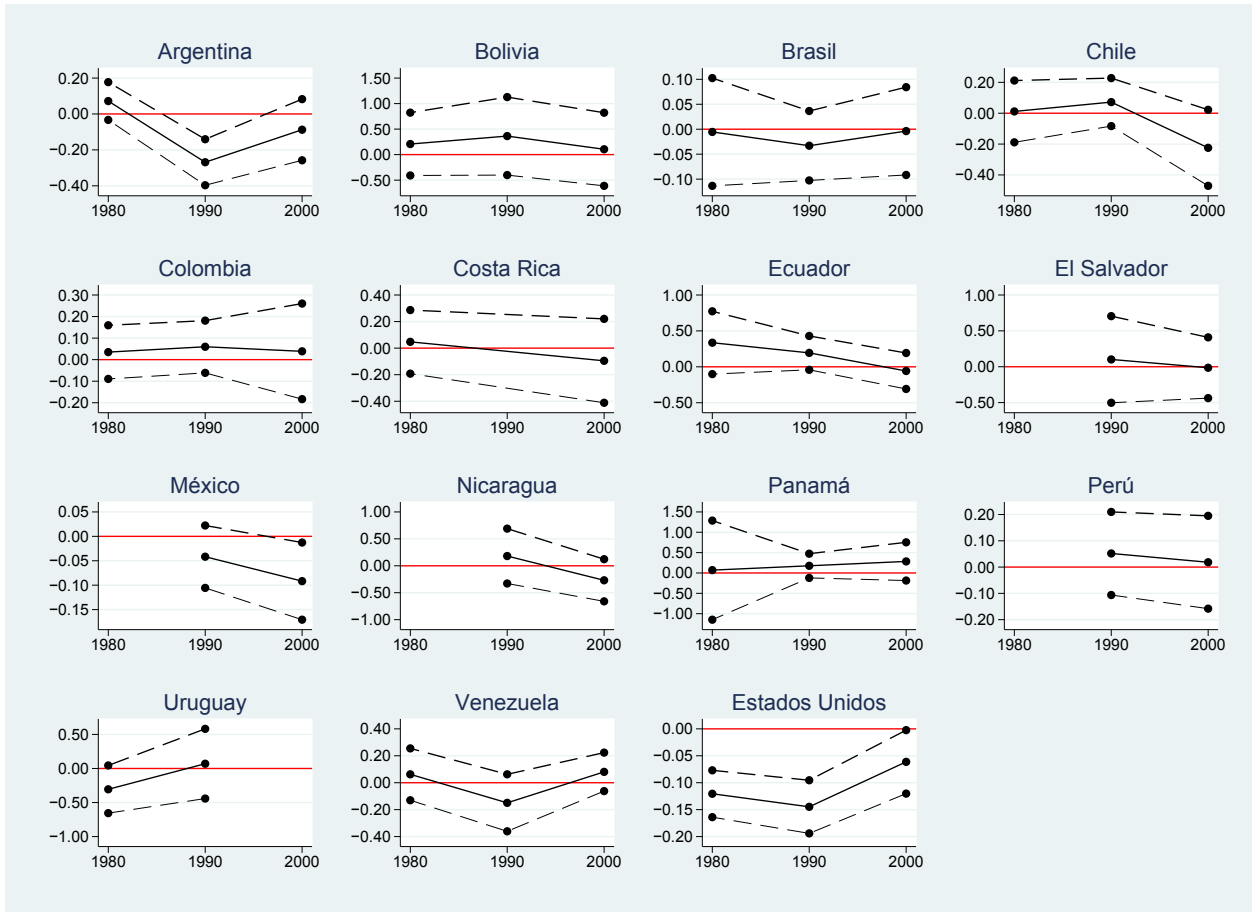 Argentina
0.20
0.00
−0.20
−0.40
1980 1990 2000
Bolivia
1.50
1.00
0.50
0.00
−0.50
1980 1990 2000
Brasil
0.10
0.05
0.00
−0.05
−0.10
1980 1990 2000
Chile
0.20
0.00
−0.20
−0.40
1980 1990 2000
Colombia
0.30
0.20
0.10
0.00
−0.10
−0.20
1980 1990 2000
Costa Rica
0.40
0.20
0.00
−0.20
−0.40
1980 1990 2000
Ecuador
1.00
0.50
0.00
−0.50
1980 1990 2000
El Salvador
1.00
0.50
0.00
−0.50
1980 1990 2000
México
0.05
0.00
−0.05
−0.10
−0.15
1980 1990 2000
Nicaragua
1.00
0.50
0.00
−0.50
−1.00
1980 1990 2000
Panamá
1.50
1.00
0.50
0.00
−0.50
−1.00
1980 1990 2000
Perú
0.20
0.10
0.00
−0.10
−0.20
1980 1990 2000
Uruguay
0.50
0.00
−0.50
−1.00
1980 1990 2000
Venezuela
0.40
0.20
0.00
−0.20
−0.40
1980 1990 2000
Estados Unidos
0.00
−0.05
−0.10
−0.15
−0.20
1980 1990 2000